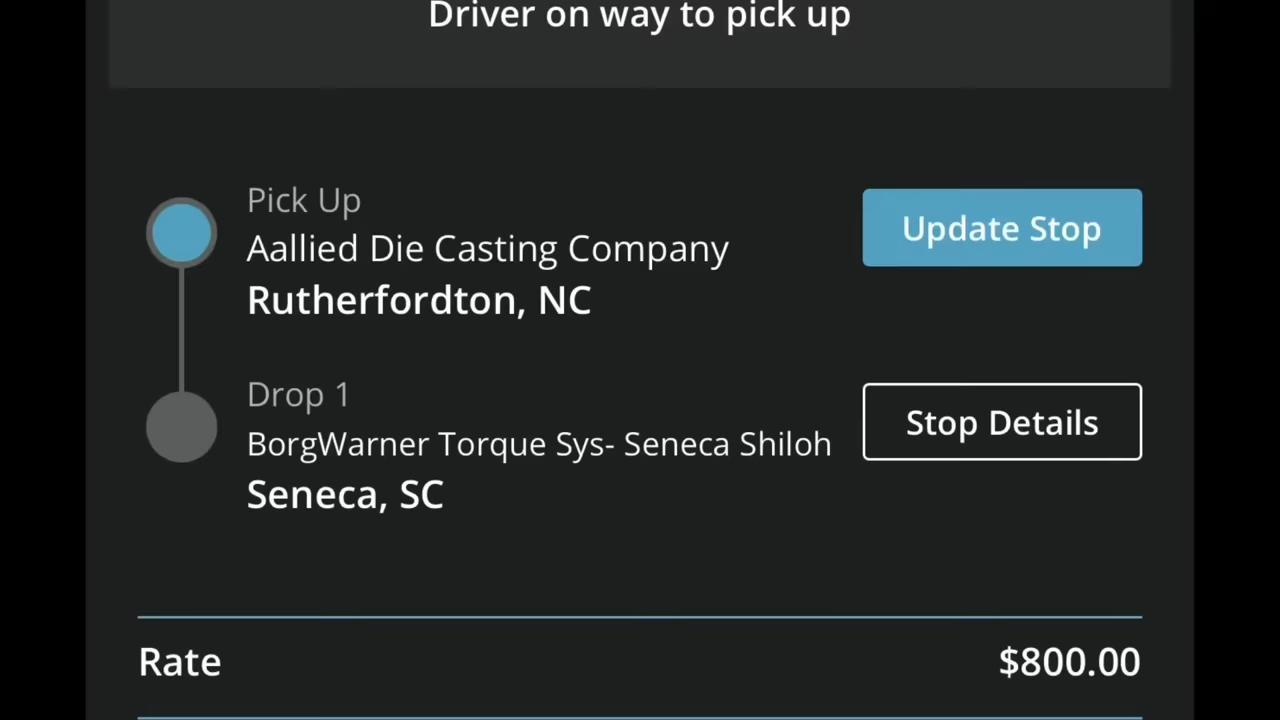 Driver on way to pick up
Pick Up
Aallied Die Casting Company
Rutherfordton, NC
Update Stop
Drop 1
BorgWarner Torque Sys- Seneca Shiloh
Seneca, SC
Stop Details
Rate $800.00